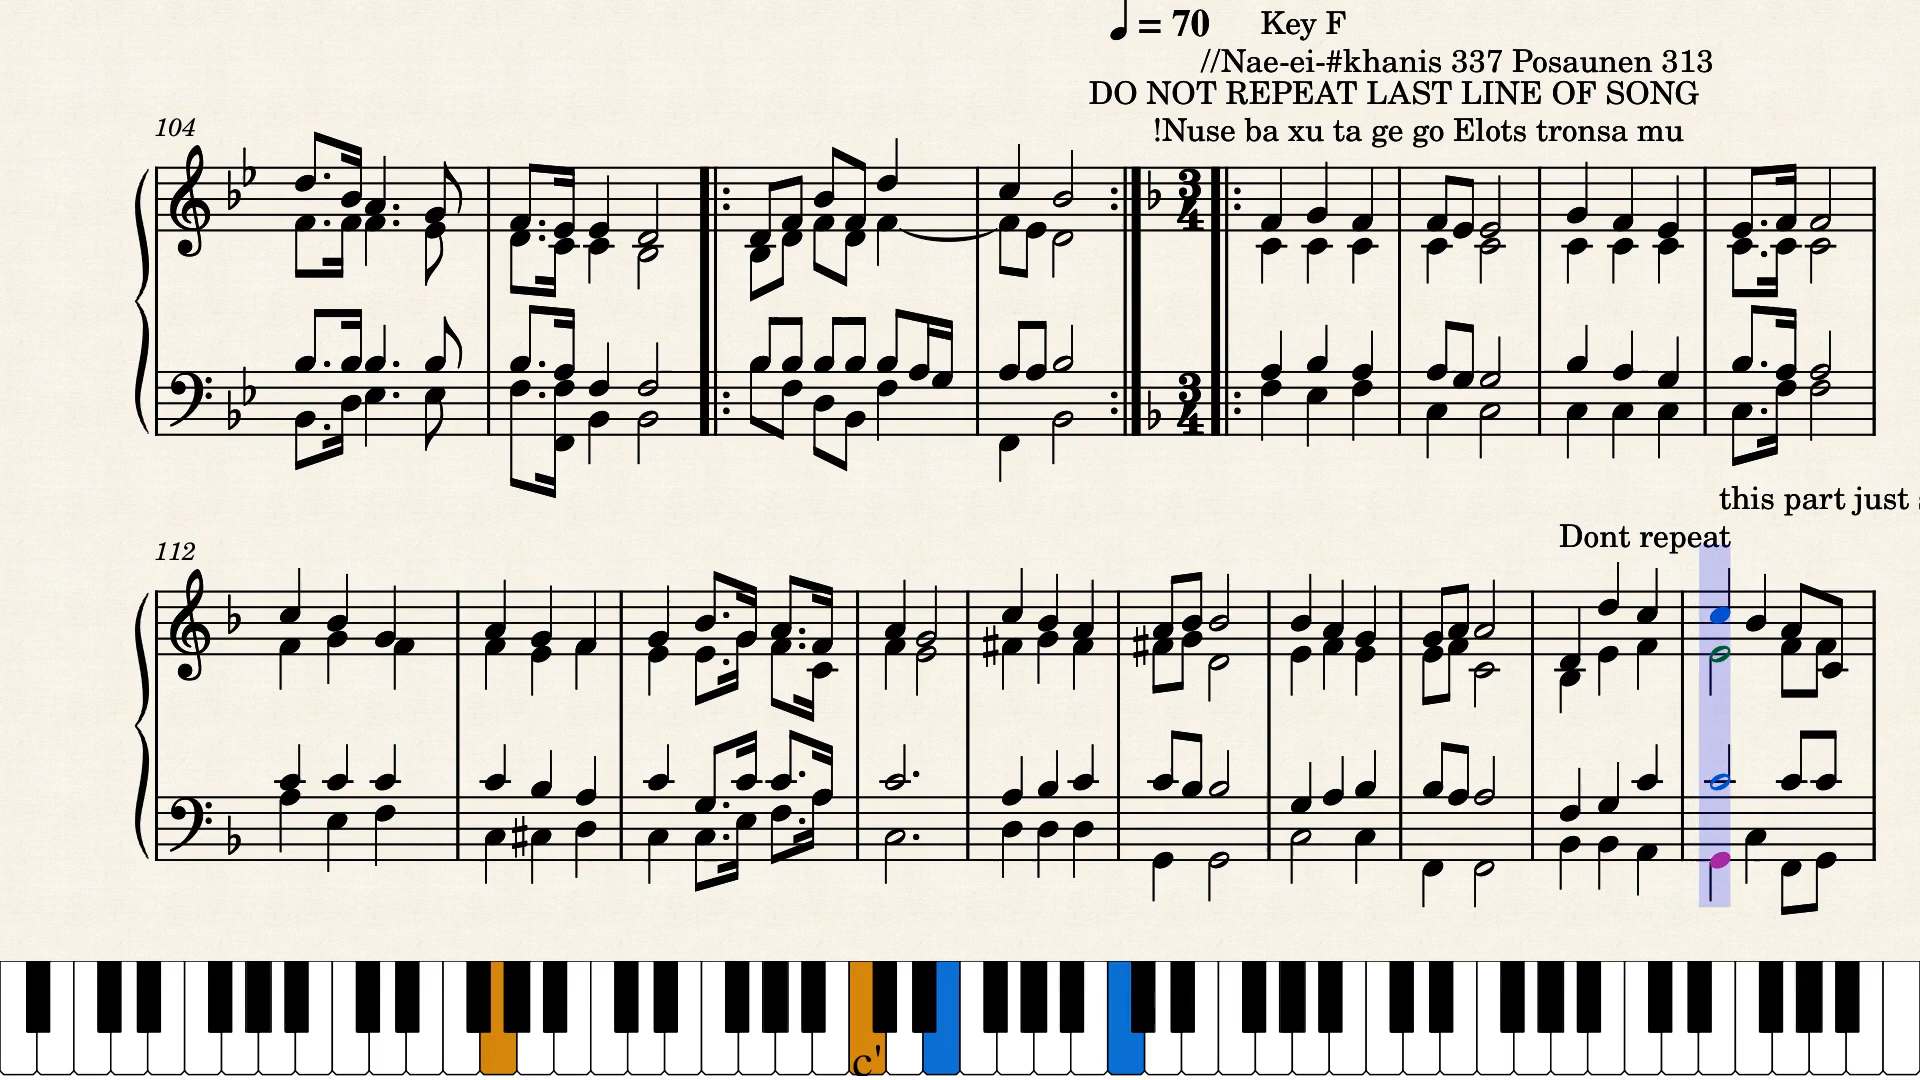 ♩ = 70 Key F
//Nae-ei-#khanis 337 Posaunen 313
DO NOT REPEAT LAST LINE OF SONG
!Nuse ba xu ta ge go Elots tronsa mu
104
3
4
3
4
this part just
Dont repeat
112
c'